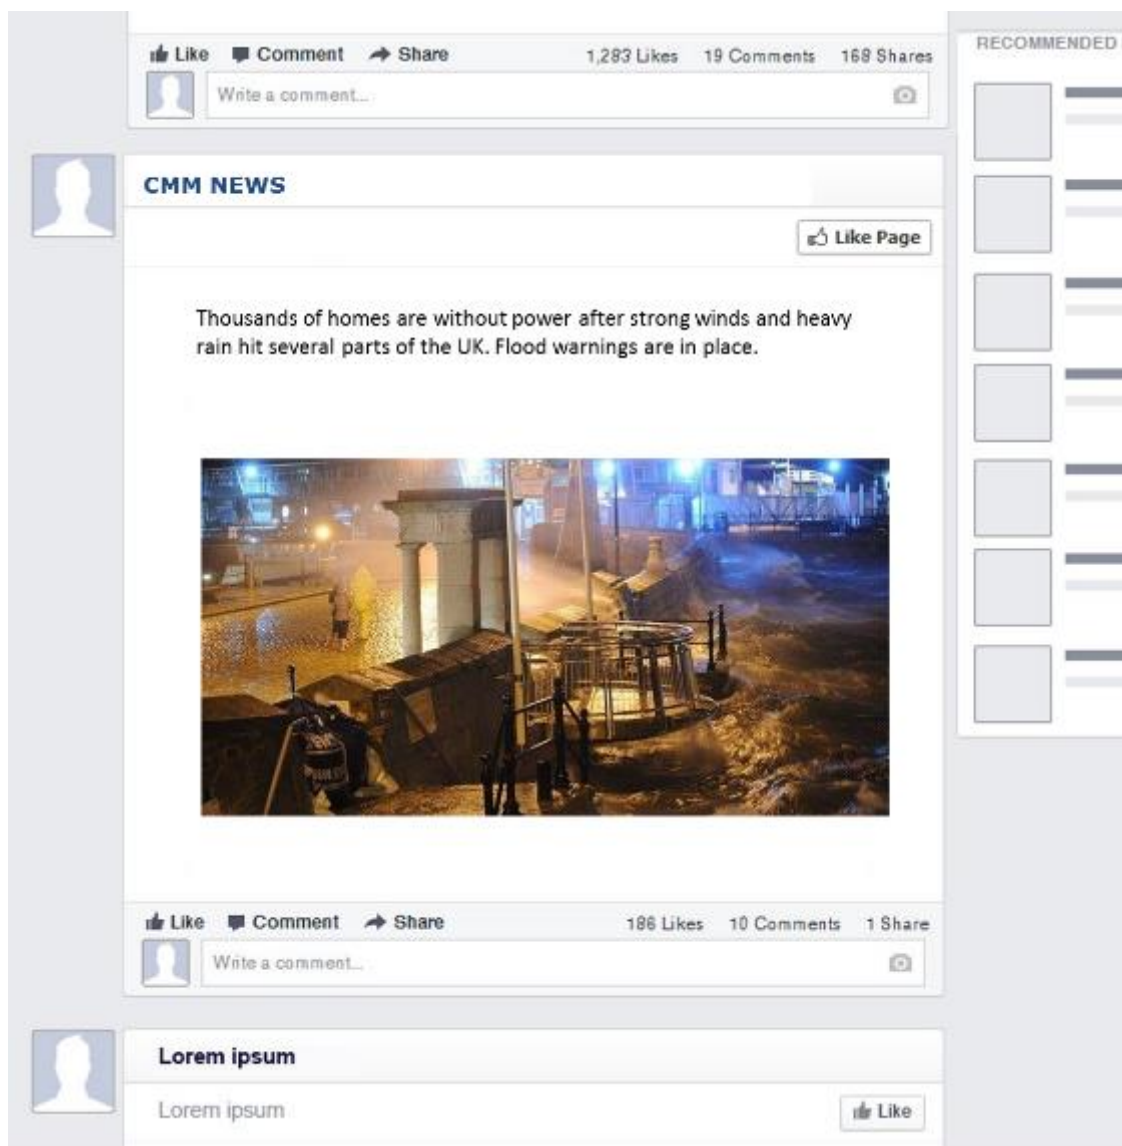 Like Comment Share 1,283 Likes 19 Comments 168 Shares
Write a comment...
RECOMMENDED
CMM NEWS
Like Page
Thousands of homes are without power after strong winds and heavy
rain hit several parts of the UK. Flood warnings are in place.
Like Comment Share 186 Likes 10 Comments 1 Share
Write a comment...
Lorem ipsum
Lorem ipsum
Like